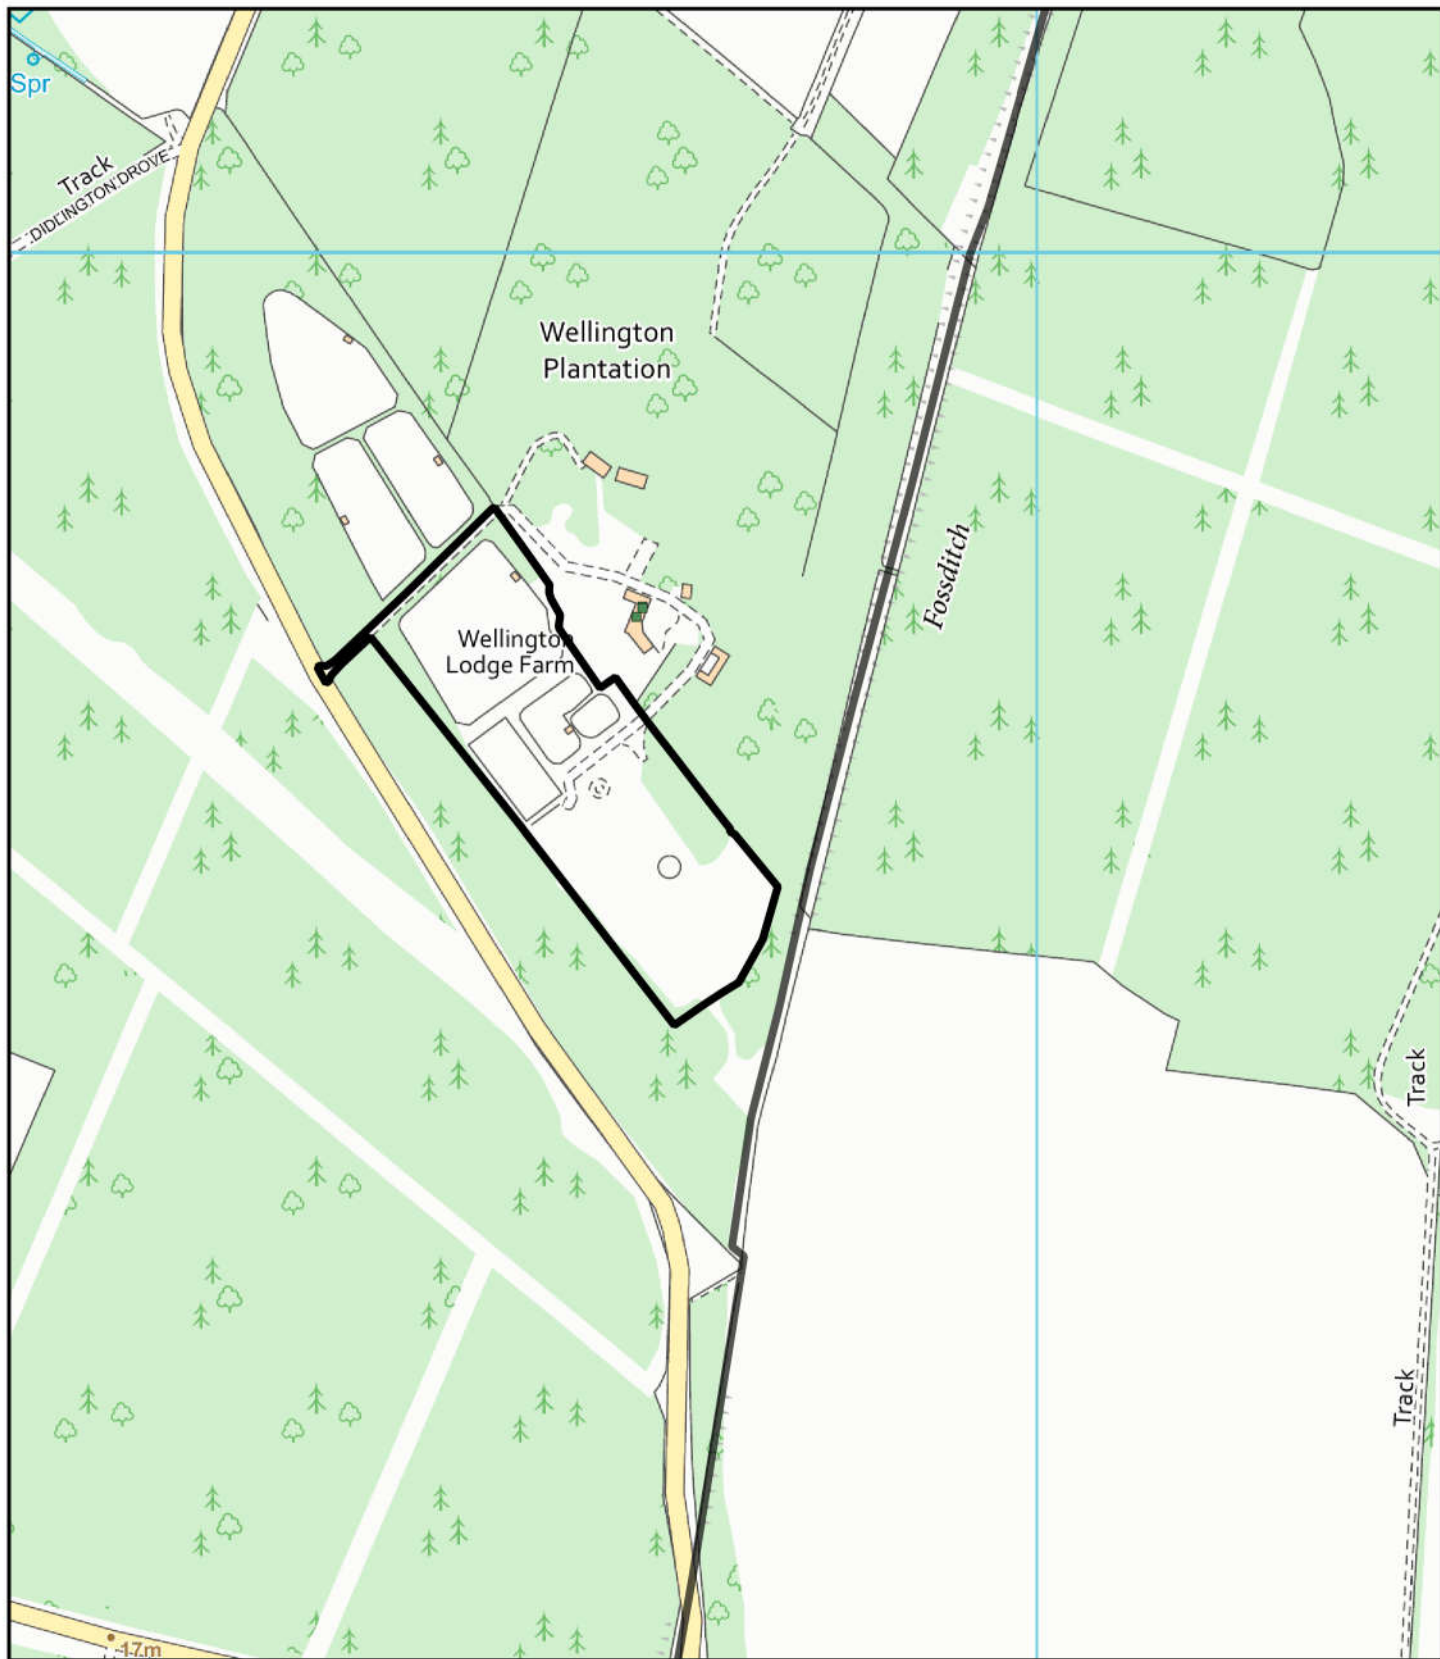 Spr
Track
DIDLINGTON DROVE
Wellington
Plantation
Fossditch
Wellington
Lodge Farm
Track
Track
17m